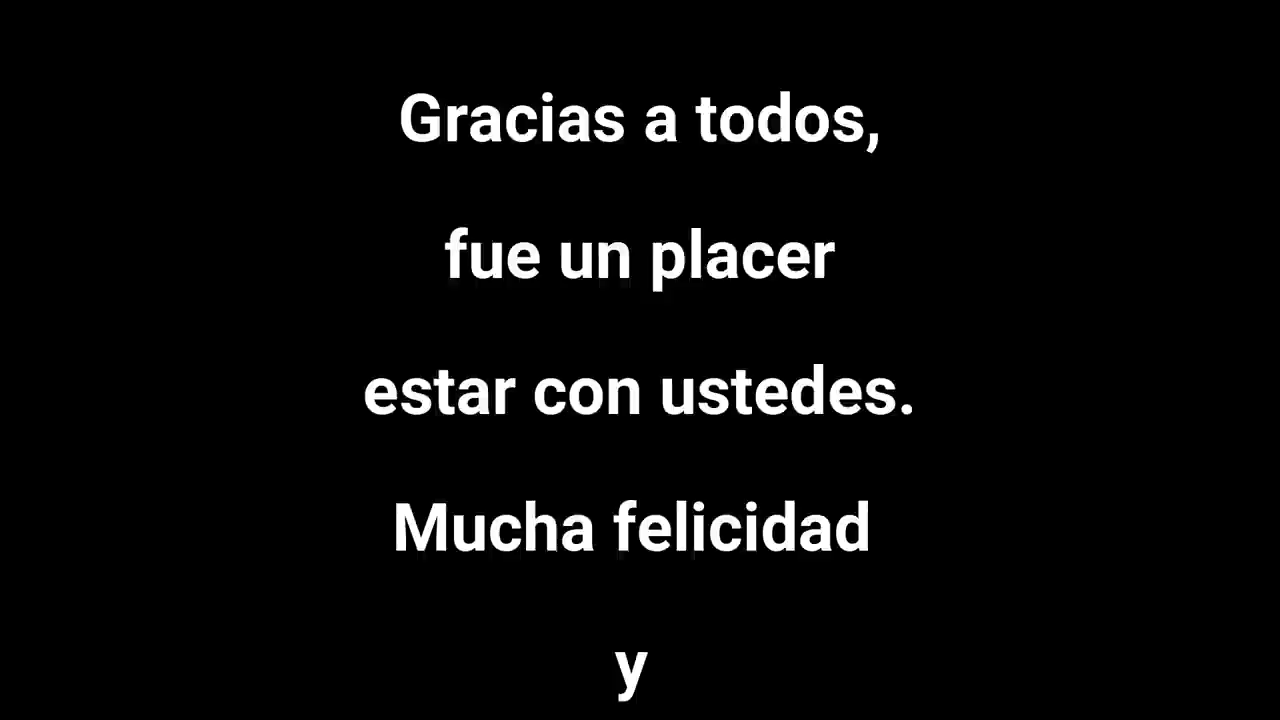 Gracias a todos,
fue un placer
estar con ustedes.
Mucha felicidad
y